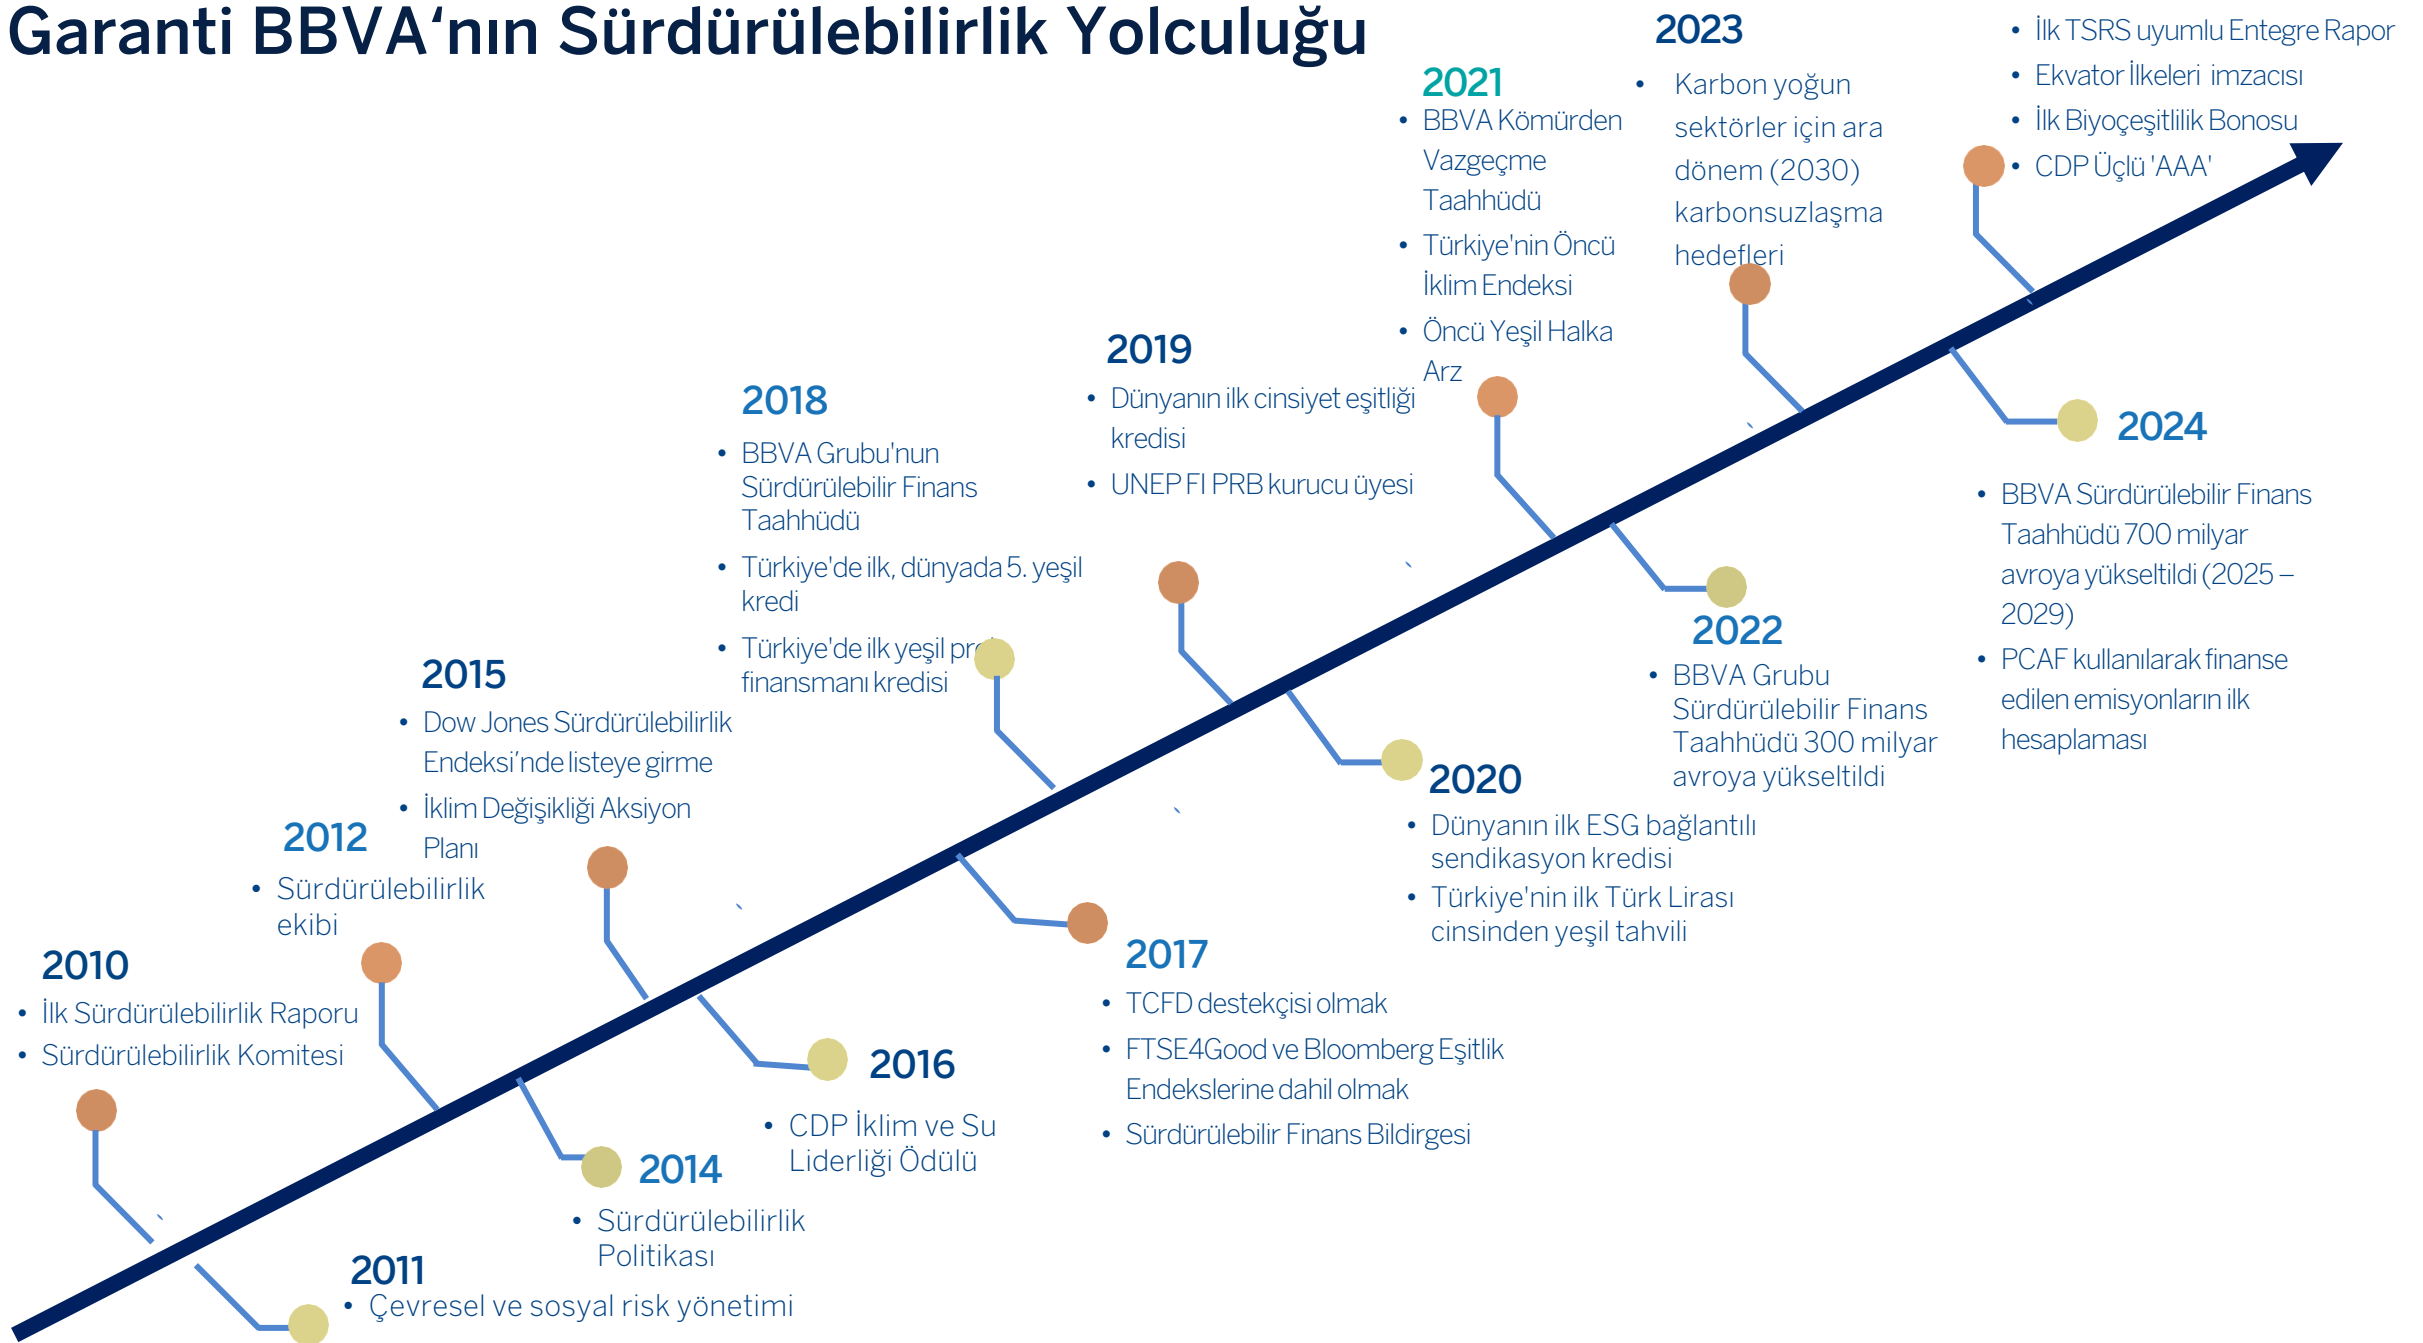 Garanti BBVA‘nın Sürdürülebilirlik Yolculuğu
2010
• İlk Sürdürülebilirlik Raporu
• Sürdürülebilirlik Komitesi
2011
• Çevresel ve sosyal risk yönetimi
2012
• Sürdürülebilirlik
ekibi
2014
• Sürdürülebilirlik
Politikası
2015
• Dow Jones Sürdürülebilirlik
Endeksi’nde listeye girme
• İklim Değişikliği Aksiyon
Planı
2016
• CDP İklim ve Su
Liderliği Ödülü
2017
• TCFD destekçisi olmak
• FTSE4Good ve Bloomberg Eşitlik
Endekslerine dahil olmak
• Sürdürülebilir Finans Bildirgesi
2018
• BBVA Grubu'nun
Sürdürülebilir Finans
Taahhüdü
• Türkiye'de ilk, dünyada 5. yeşil
kredi
• Türkiye'de ilk yeşil
finansmanı kredisi
2019
• Dünyanın ilk cinsiyet eşitliği
kredisi
• UNEP FI PRB kurucu üyesi
2020
• Dünyanın ilk ESG bağlantılı
sendikasyon kredisi
• Türkiye'nin ilk Türk Lirası
cinsinden yeşil tahvili
2021
• BBVA Kömürden
Vazgeçme
Taahhüdü
• Türkiye'nin Öncü
İklim Endeksi
• Öncü Yeşil Halka
Arz
2022
• BBVA Grubu
Sürdürülebilir Finans
Taahhüdü 300 milyar
avroya yükseltildi
2023
• Karbon yoğun
sektörler için ara
dönem (2030)
karbonsuzlaşma
hedefleri
2024
• BBVA Sürdürülebilir Finans
Taahhüdü 700 milyar
avroya yükseltildi (2025 –
2029)
• PCAF kullanılarak finanse
edilen emisyonların ilk
hesaplaması
• İlk TSRS uyumlu Entegre Rapor
• Ekvator İlkeleri imzacısı
• İlk Biyoçeşitlilik Bonosu
• CDP Üçlü 'AAA'